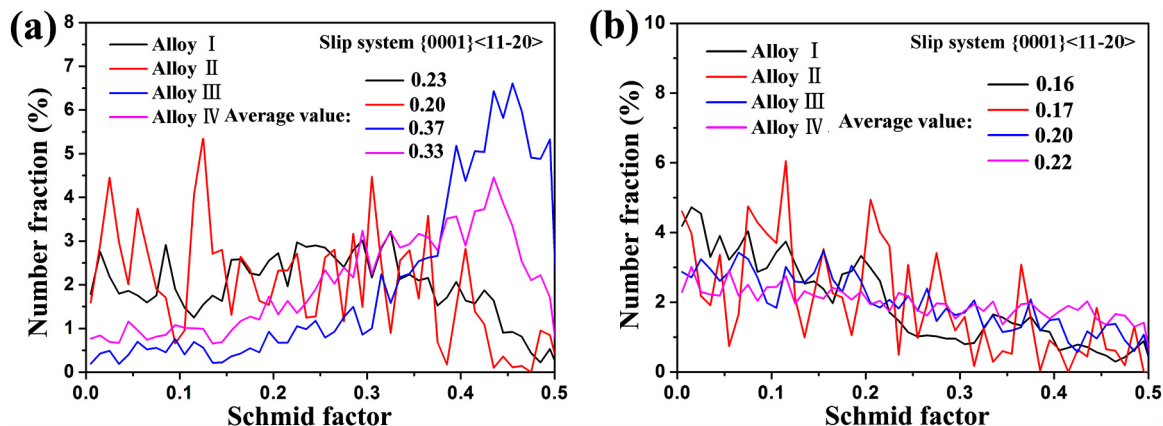 (a)
Number fraction (%)
8
7
6
5
4
3
2
1
0
Alloy Ⅰ
Alloy Ⅱ
Alloy Ⅲ
Alloy Ⅳ
Slip system {0001}<11-20>
Average value:
0.23
0.20
0.37
0.33
0.0
0.1
0.2
0.3
0.4
0.5
Schmid factor
(b)
Number fraction (%)
10
8
6
4
2
0
Alloy Ⅰ
Alloy Ⅱ
Alloy Ⅲ
Alloy Ⅳ
Slip system {0001}<11-20>
Average value:
0.16
0.17
0.20
0.22
0.0
0.1
0.2
0.3
0.4
0.5
Schmid factor